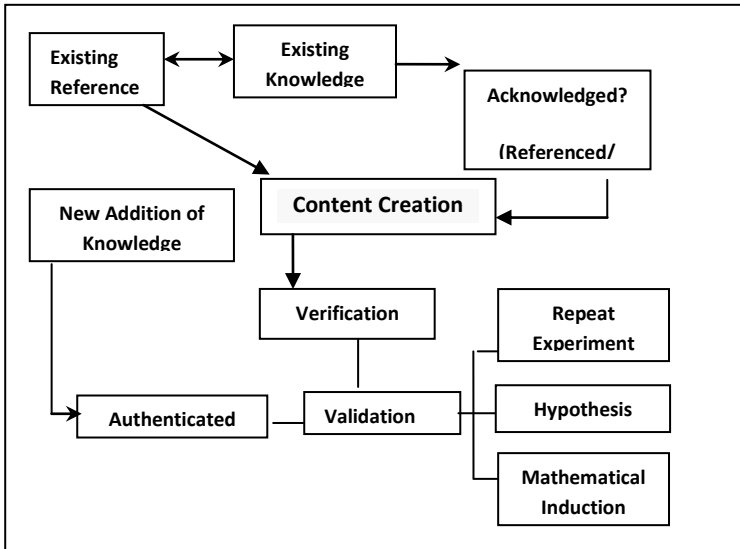 Existing
Reference
Existing
Knowledge
Acknowledged?
(Referenced/
Content Creation
New Addition of
Knowledge
Verification
Repeat
Experiment
Authenticated
Validation
Hypothesis
Mathematical
Induction